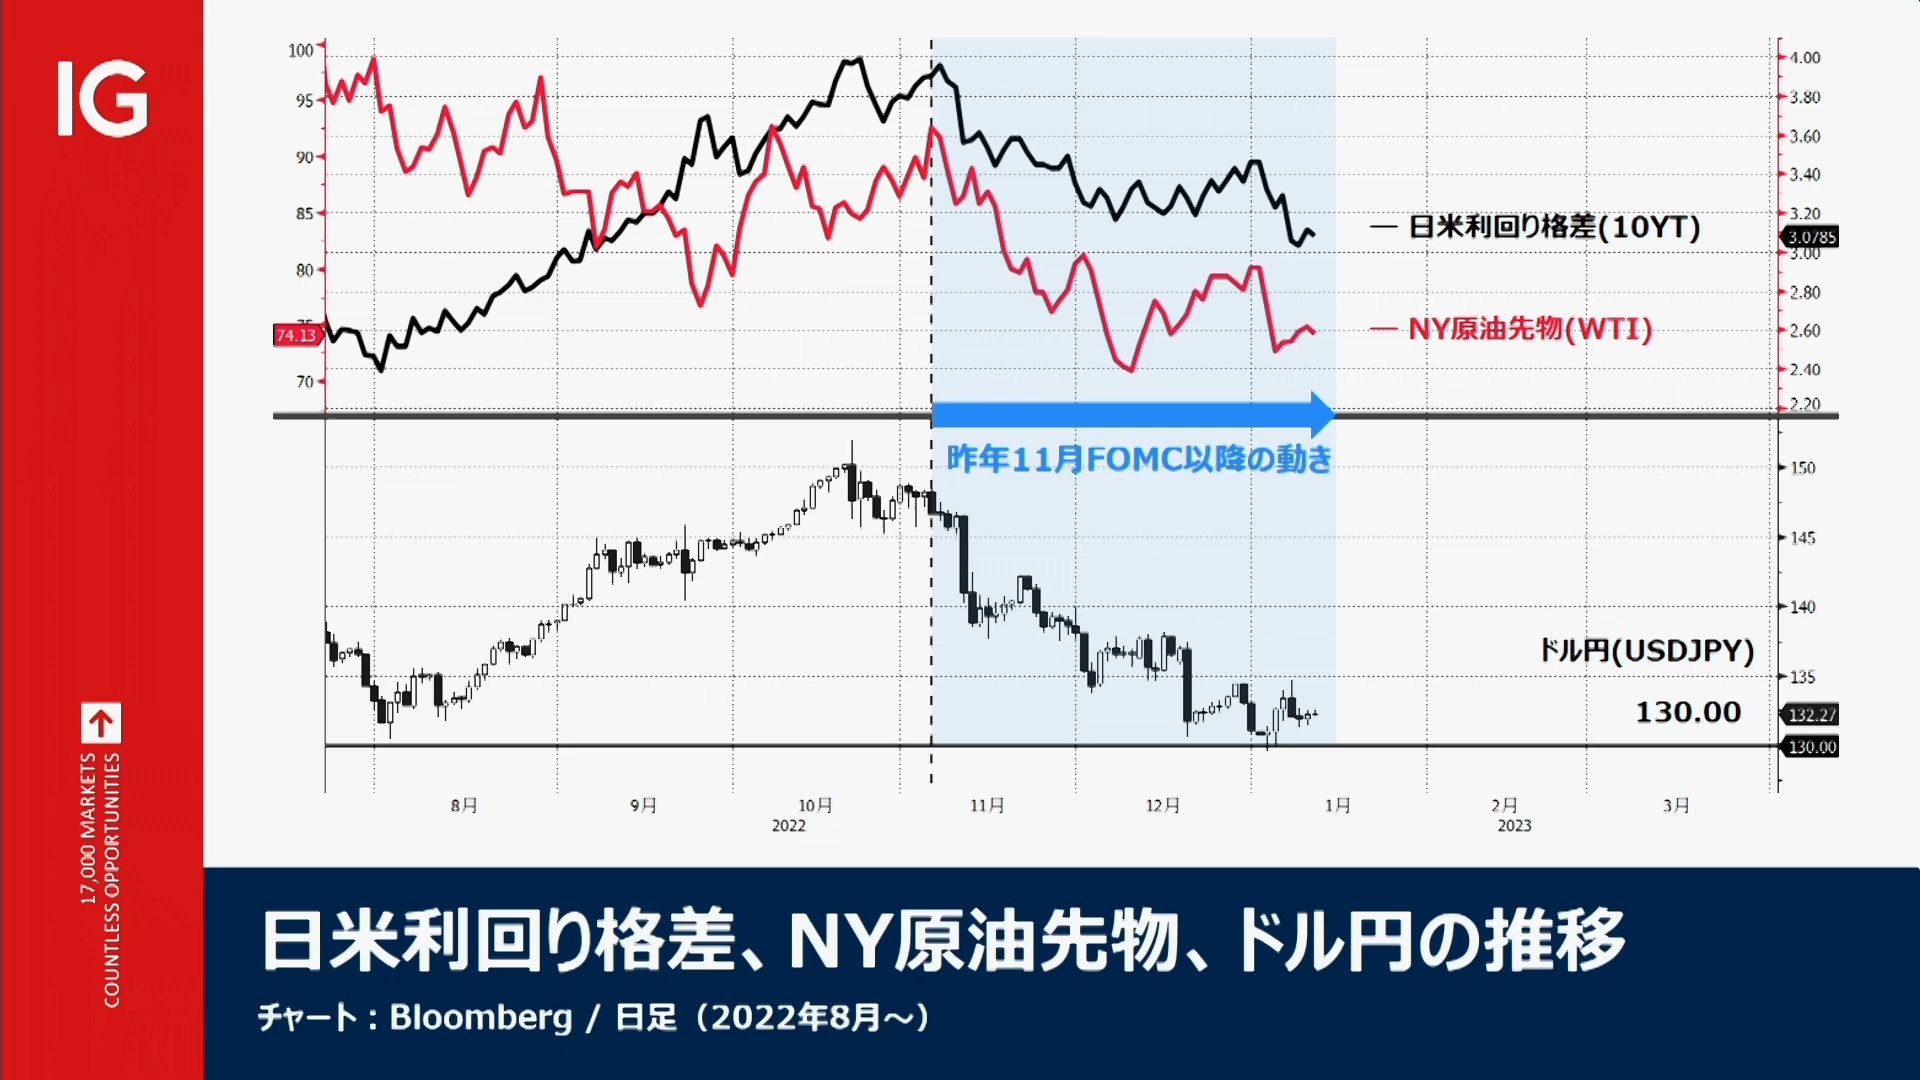 IG
17,000 MARKETS
COUNTLESS OPPORTUNITIES
100
95
90
85
80
75
74.13
70
4.00
3.80
3.60
3.40
3.20
3.0785
3.00
2.80
2.60
2.40
2.20
日米利回り格差(10YT)
NY原油先物(WTI)
昨年11月FOMC以降の動き
150
145
140
135
132.27
130.00
ドル円(USDJPY)
130.00
8月 9月 10月 11月 12月 1月 2月 3月
2022 2023
日米利回り格差、NY原油先物、ドル円の推移
チャート：Bloomberg / 日足（2022年8月～）